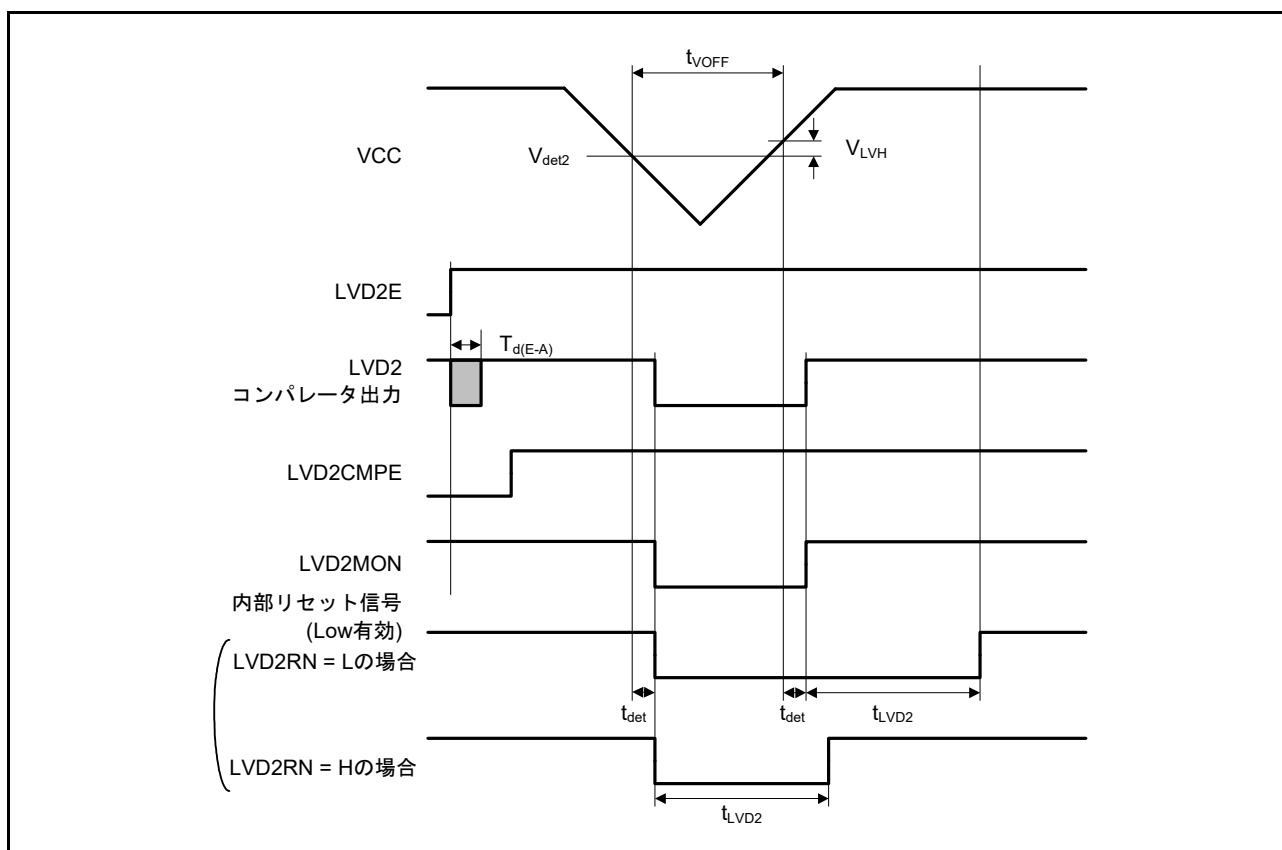 tVOFF
VCC
Vdet2
VLVH
LVD2E
Td(E-A)
LVD2
コンパレータ出力
LVD2CMPE
LVD2MON
内部リセット信号
(Low有効)
LVD2RN = Lの場合
tdet
tdet
tLVD2
LVD2RN = Hの場合
tLVD2